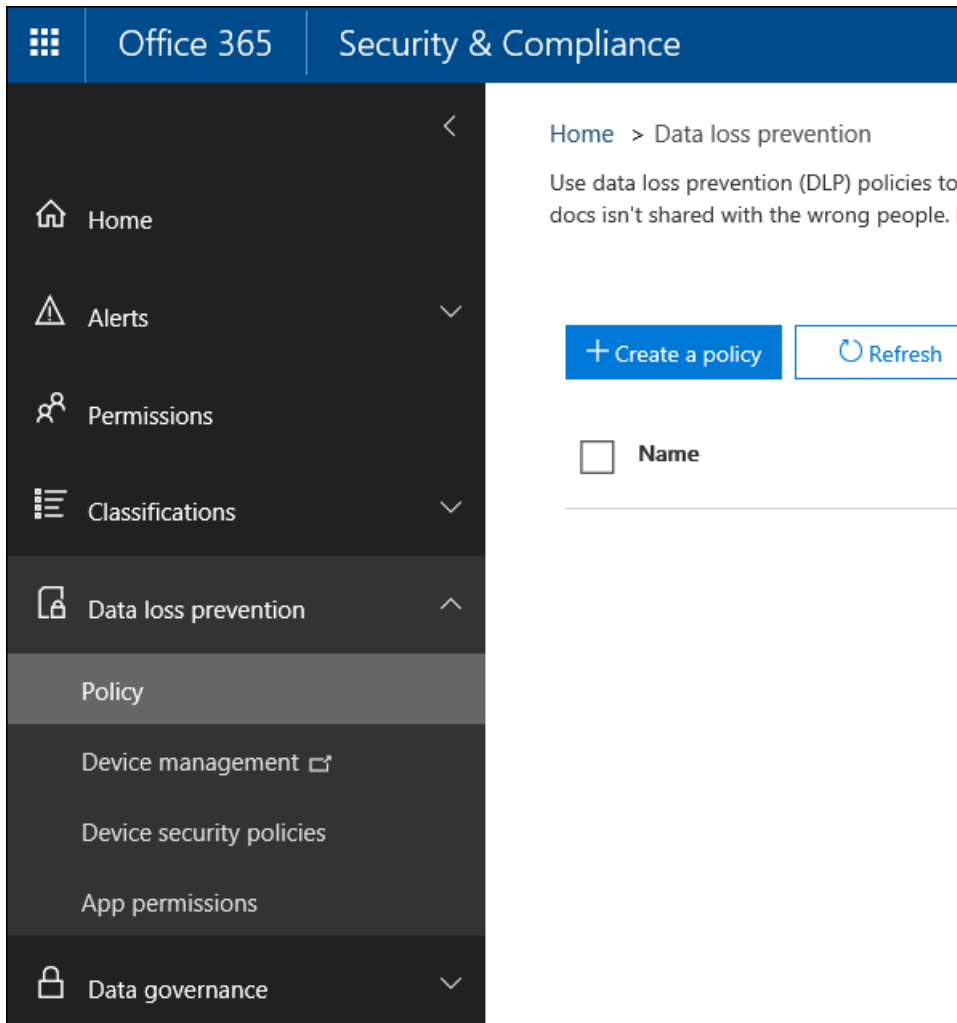 Office 365
Security & Compliance
Home
Alerts
Permissions
Classifications
Data loss prevention
Policy
Device management
Device security policies
App permissions
Data governance
Home > Data loss prevention
Use data loss prevention (DLP) policies to
docs isn't shared with the wrong people.
+ Create a policy
Refresh
Name